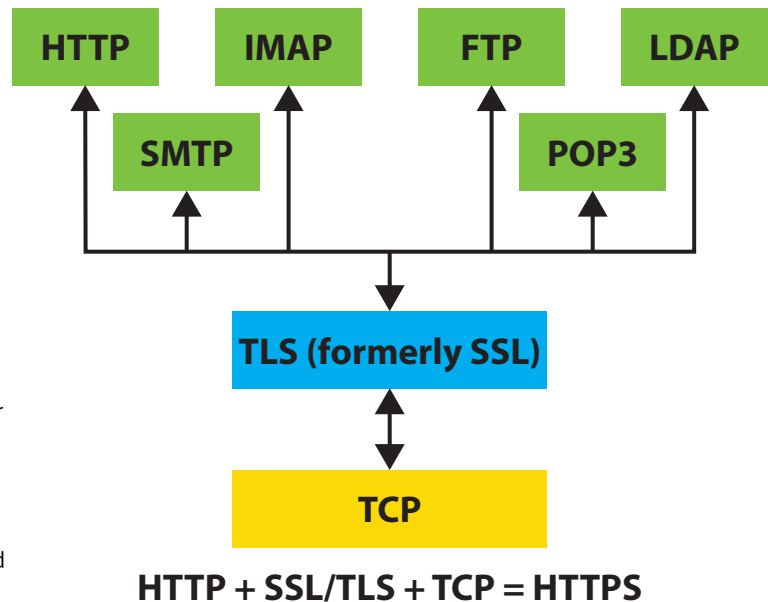 HTTP IMAP FTP LDAP
SMTP POP3
TLS (formerly SSL)
TCP
HTTP + SSL/TLS + TCP = HTTPS